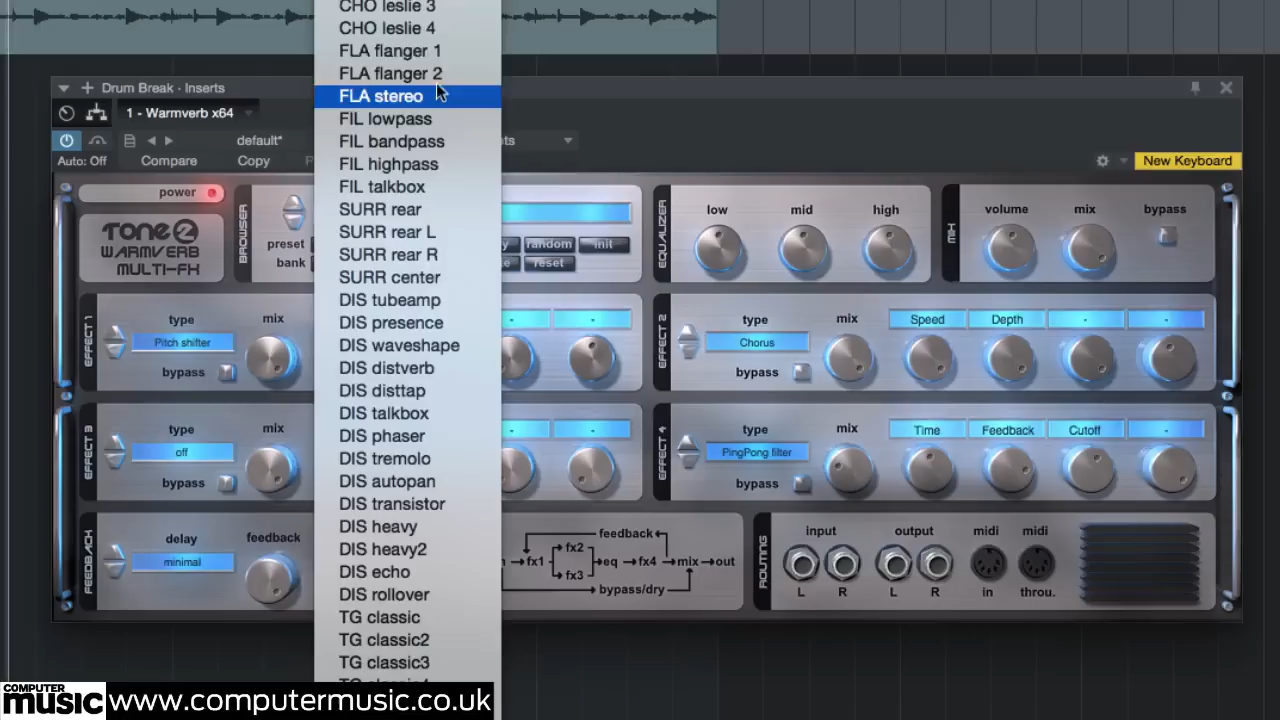 CHO leslie 3
CHO leslie 4
FLA flanger 1
FLA flanger 2
FLA stereo
FIL lowpass
FIL bandpass
FIL highpass
FIL talkbox
SURR rear
SURR rear L
SURR rear R
SURR center
DIS tubeamp
DIS presence
DIS waveshape
DIS distverb
DIS disttap
DIS talkbox
DIS phaser
DIS tremolo
DIS autopan
DIS transistor
DIS heavy
DIS heavy2
DIS echo
DIS rollover
TG classic
TG classic2
TG classic3
Drum Break · Inserts
1 - Warmverb x64
default*
Auto: Off
Compare
Copy
New Keyboard
power
TONE2
WARMVERB
MULTI-FX
BROWSER
preset
bank
random
init
reset
EQUALIZER
low
mid
high
MIX
volume
mix
bypass
EFFECT 1
type
mix
Pitch shifter
bypass
EFFECT 2
type
mix
Speed
Depth
-
-
Chorus
bypass
EFFECT 3
type
mix
off
bypass
EFFECT 4
type
mix
Time
Feedback
Cutoff
-
PingPong filter
bypass
FEEDBACK
delay
feedback
minimal
feedback
fx1
fx2
fx3
eq
fx4
mix
out
bypass/dry
ROUTING
input
output
midi
midi
L
R
L
R
in
throu.
COMPUTER
music
www.computermusic.co.uk